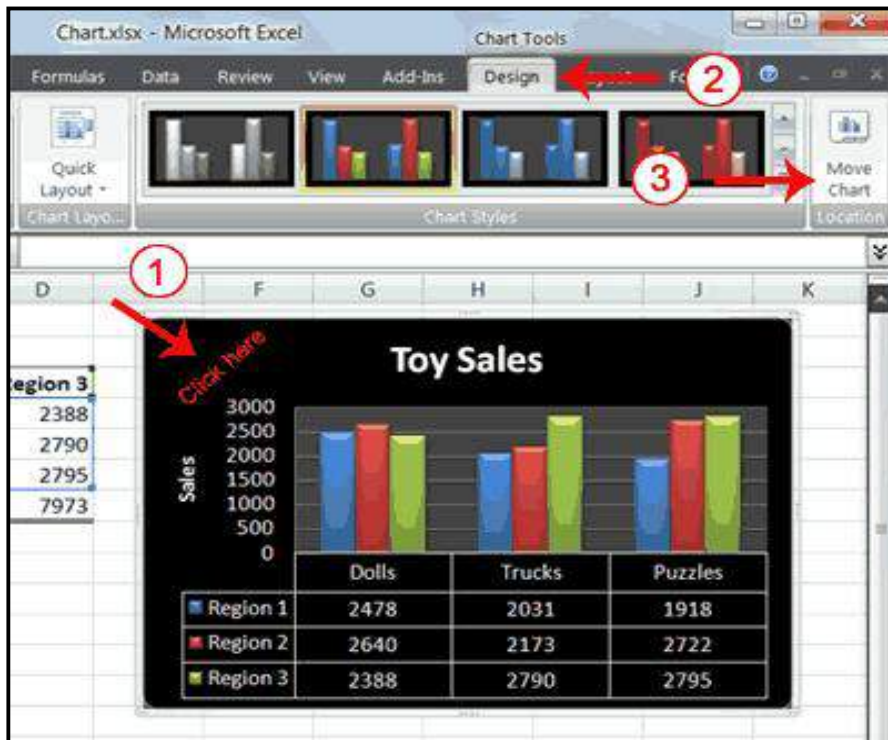 Chart.xlsx - Microsoft Excel
Chart Tools
Formulas Data Review View Add-Ins Design 2
Quick
Layout
3
Move
Chart
Chart Layo... Chart Styles Location
1
D F G H I J K
Click here
Toy Sales
Region 3
2388
2790
2795
7973
Sales
3000
2500
2000
1500
1000
500
0
Dolls Trucks Puzzles
Region 1 2478 2031 1918
Region 2 2640 2173 2722
Region 3 2388 2790 2795